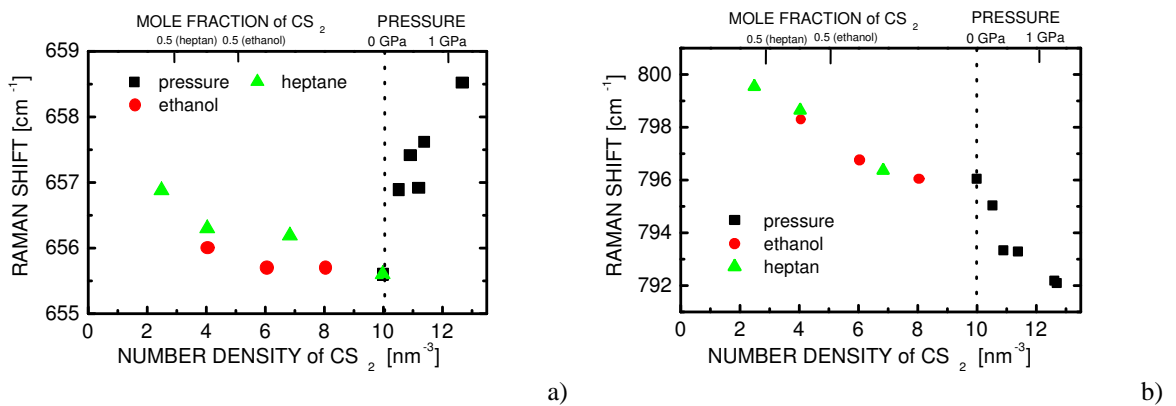 MOLE FRACTION of CS 2 PRESSURE
0.5 (heptan) 0.5 (ethanol) 0 GPa 1 GPa
659
658
657
656
655
RAMAN SHIFT [cm-1]
pressure heptane
ethanol
0 2 4 6 8 10 12
NUMBER DENSITY of CS 2 [nm-3]
a)
MOLE FRACTION of CS 2 PRESSURE
0.5 (heptan) 0.5 (ethanol) 0 GPa 1 GPa
800
798
796
794
792
RAMAN SHIFT [cm-1]
pressure
ethanol
heptan
0 2 4 6 8 10 12
NUMBER DENSITY of CS 2 [nm-3]
b)